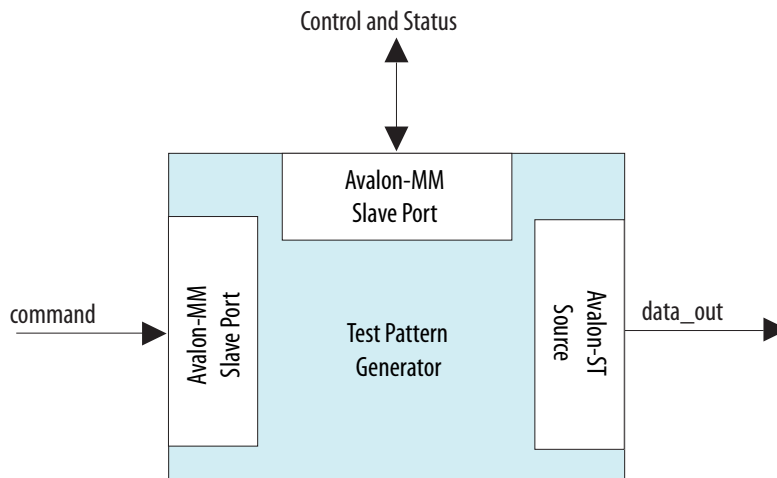 Control and Status
Avalon-MM
Slave Port
command
Avalon-MM
Slave Port
Test Pattern
Generator
Avalon-ST
Source
data_out